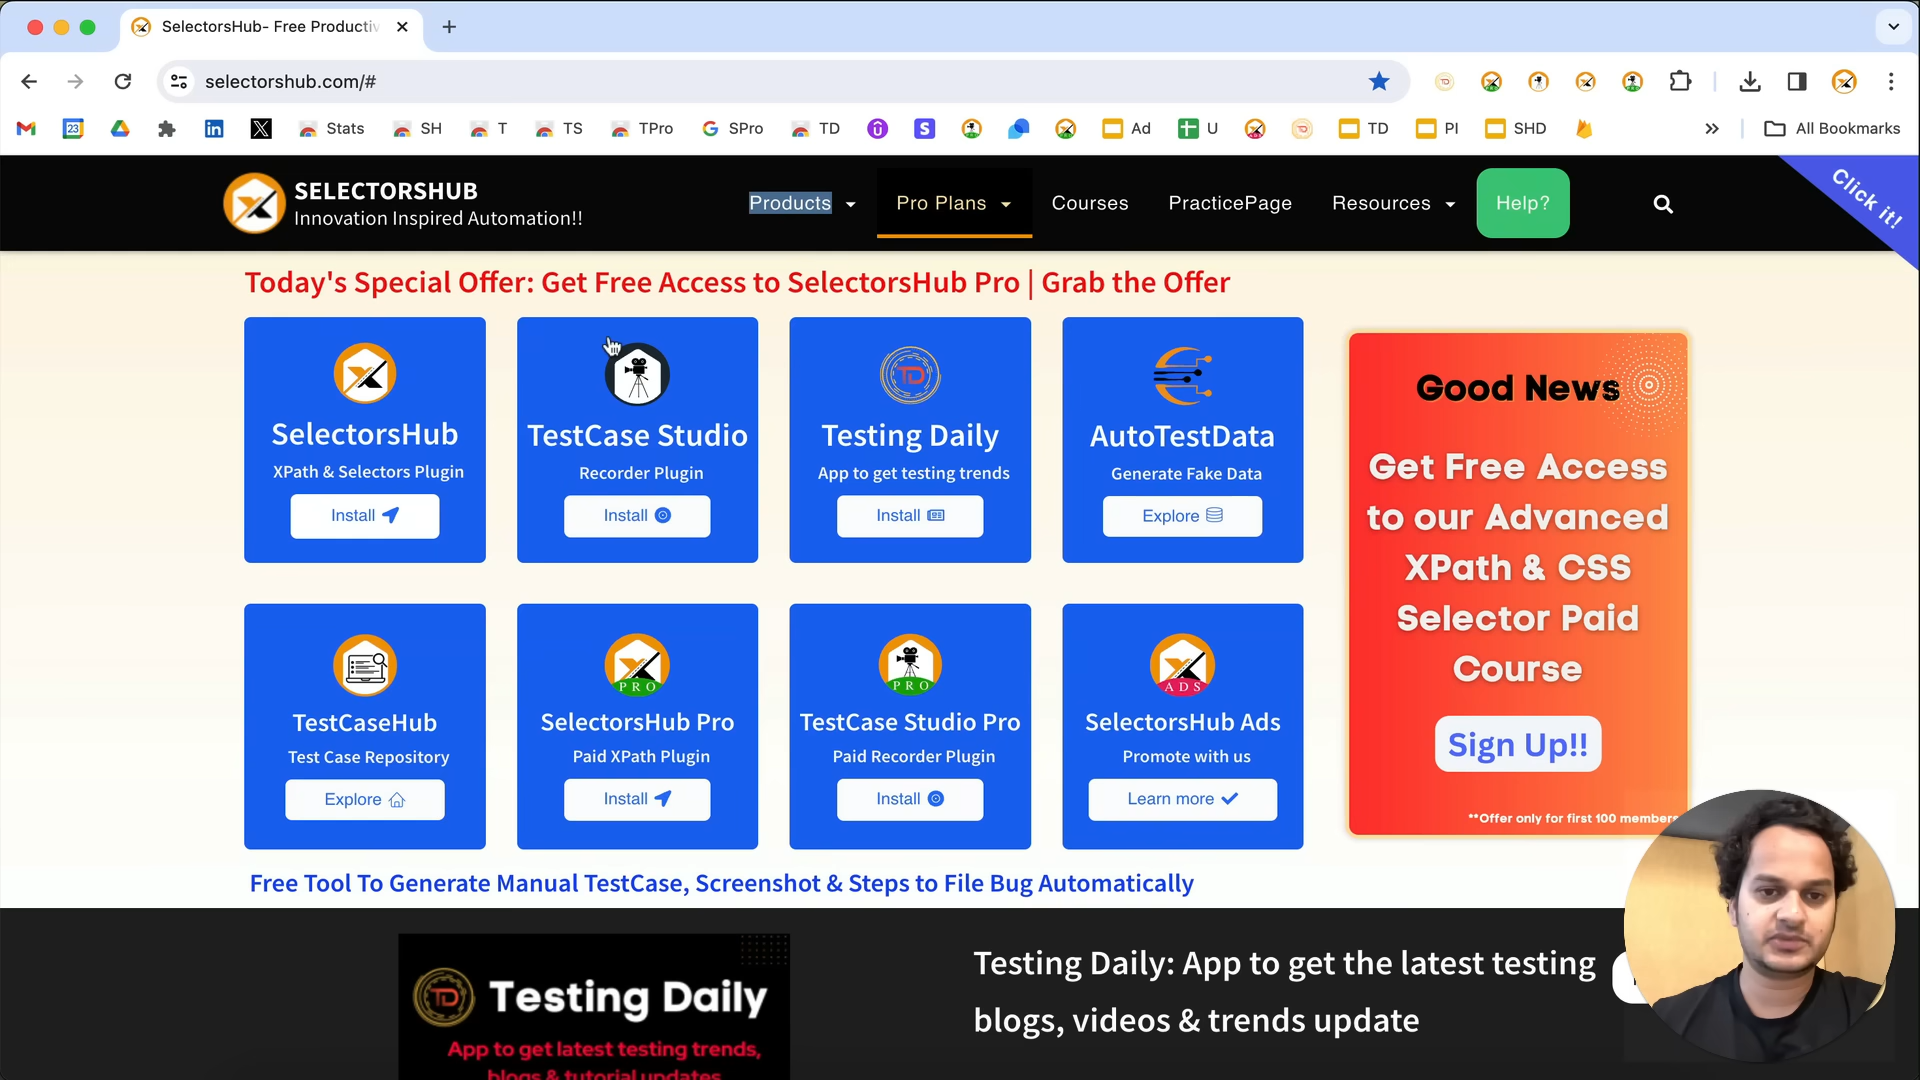 SelectorsHub- Free Productiv
selectorshub.com/#
23
Stats
SH
T
TS
TPro
SPro
TD
Ad
U
TD
PI
SHD
All Bookmarks
SELECTORSHUB
Innovation Inspired Automation!!
Products
Pro Plans
Courses
PracticePage
Resources
Help?
Click it!
Today's Special Offer: Get Free Access to SelectorsHub Pro | Grab the Offer
SelectorsHub
XPath & Selectors Plugin
Install
TestCase Studio
Recorder Plugin
Install
TD
Testing Daily
App to get testing trends
Install
AutoTestData
Generate Fake Data
Explore
TestCaseHub
Test Case Repository
Explore
PRO
SelectorsHub Pro
Paid XPath Plugin
Install
PRO
TestCase Studio Pro
Paid Recorder Plugin
Install
ADS
SelectorsHub Ads
Promote with us
Learn more
Good News
Get Free Access
to our Advanced
XPath & CSS
Selector Paid
Course
Sign Up!!
**Offer only for first 100 members
Free Tool To Generate Manual TestCase, Screenshot & Steps to File Bug Automatically
TD
Testing Daily
App to get latest testing trends,
blogs & tutorial updates
Testing Daily: App to get the latest testing
blogs, videos & trends update